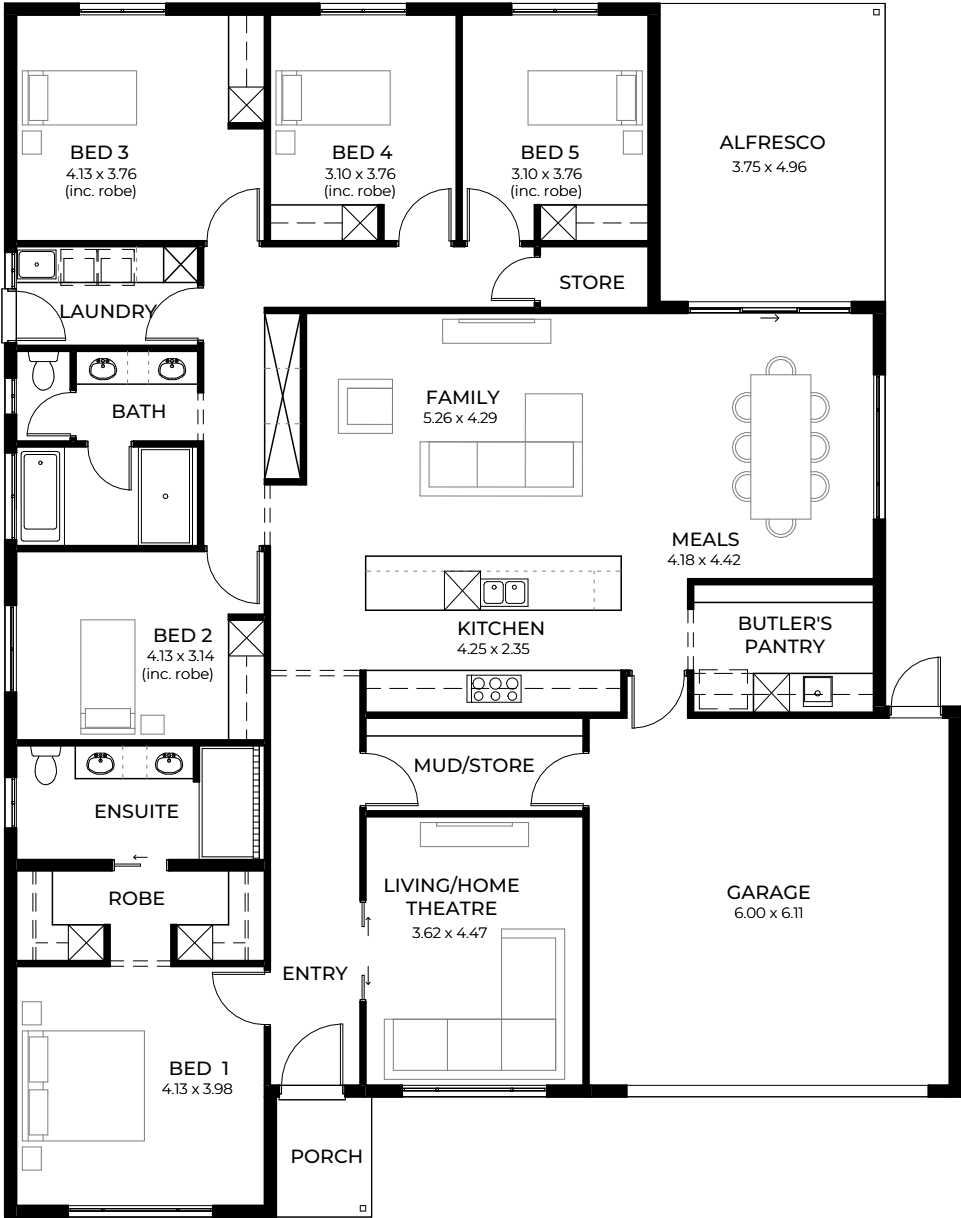 BED 3
4.13 x 3.76
(inc. robe)
BED 4
3.10 x 3.76
(inc. robe)
BED 5
3.10 x 3.76
(inc. robe)
ALFRESCO
3.75 x 4.96
STORE
LAUNDRY
FAMILY
5.26 x 4.29
BATH
MEALS
4.18 x 4.42
KITCHEN
4.25 x 2.35
BUTLER'S
PANTRY
BED 2
4.13 x 3.14
(inc. robe)
MUD/STORE
ENSUITE
LIVING/HOME
THEATRE
3.62 x 4.47
ROBE
GARAGE
6.00 x 6.11
ENTRY
BED 1
4.13 x 3.98
PORCH